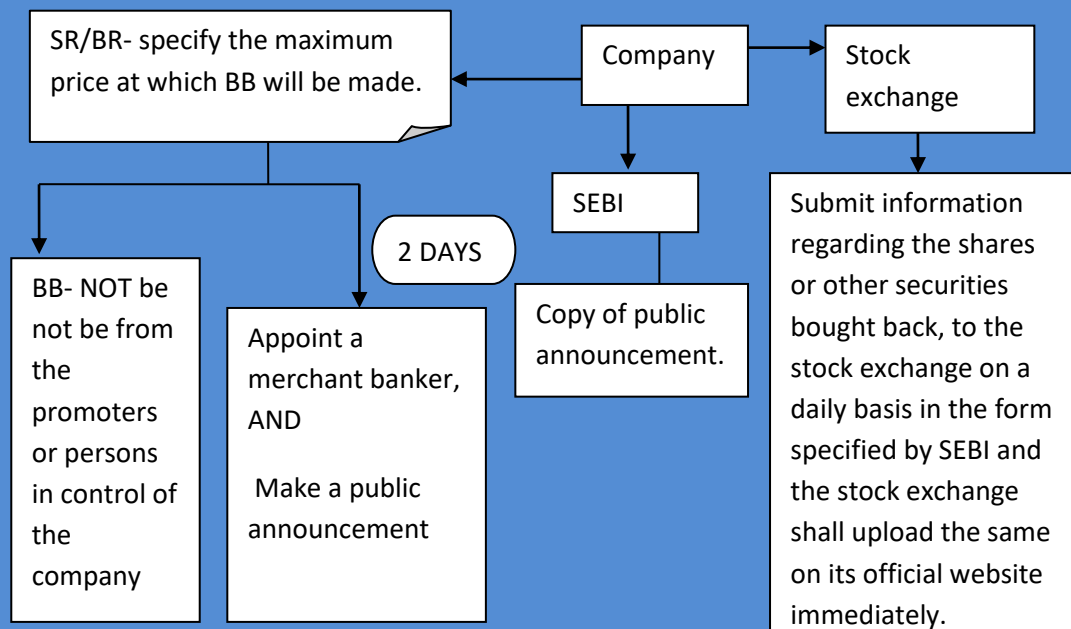 SR/BR- specify the maximum
price at which BB will be made.
Company
Stock
exchange
SEBI
2 DAYS
BB- NOT be
not be from
the
promoters
or persons
in control of
the
company
Appoint a
merchant banker,
AND
Make a public
announcement
Copy of public
announcement.
Submit information
regarding the shares
or other securities
bought back, to the
stock exchange on a
daily basis in the form
specified by SEBI and
the stock exchange
shall upload the same
on its official website
immediately.